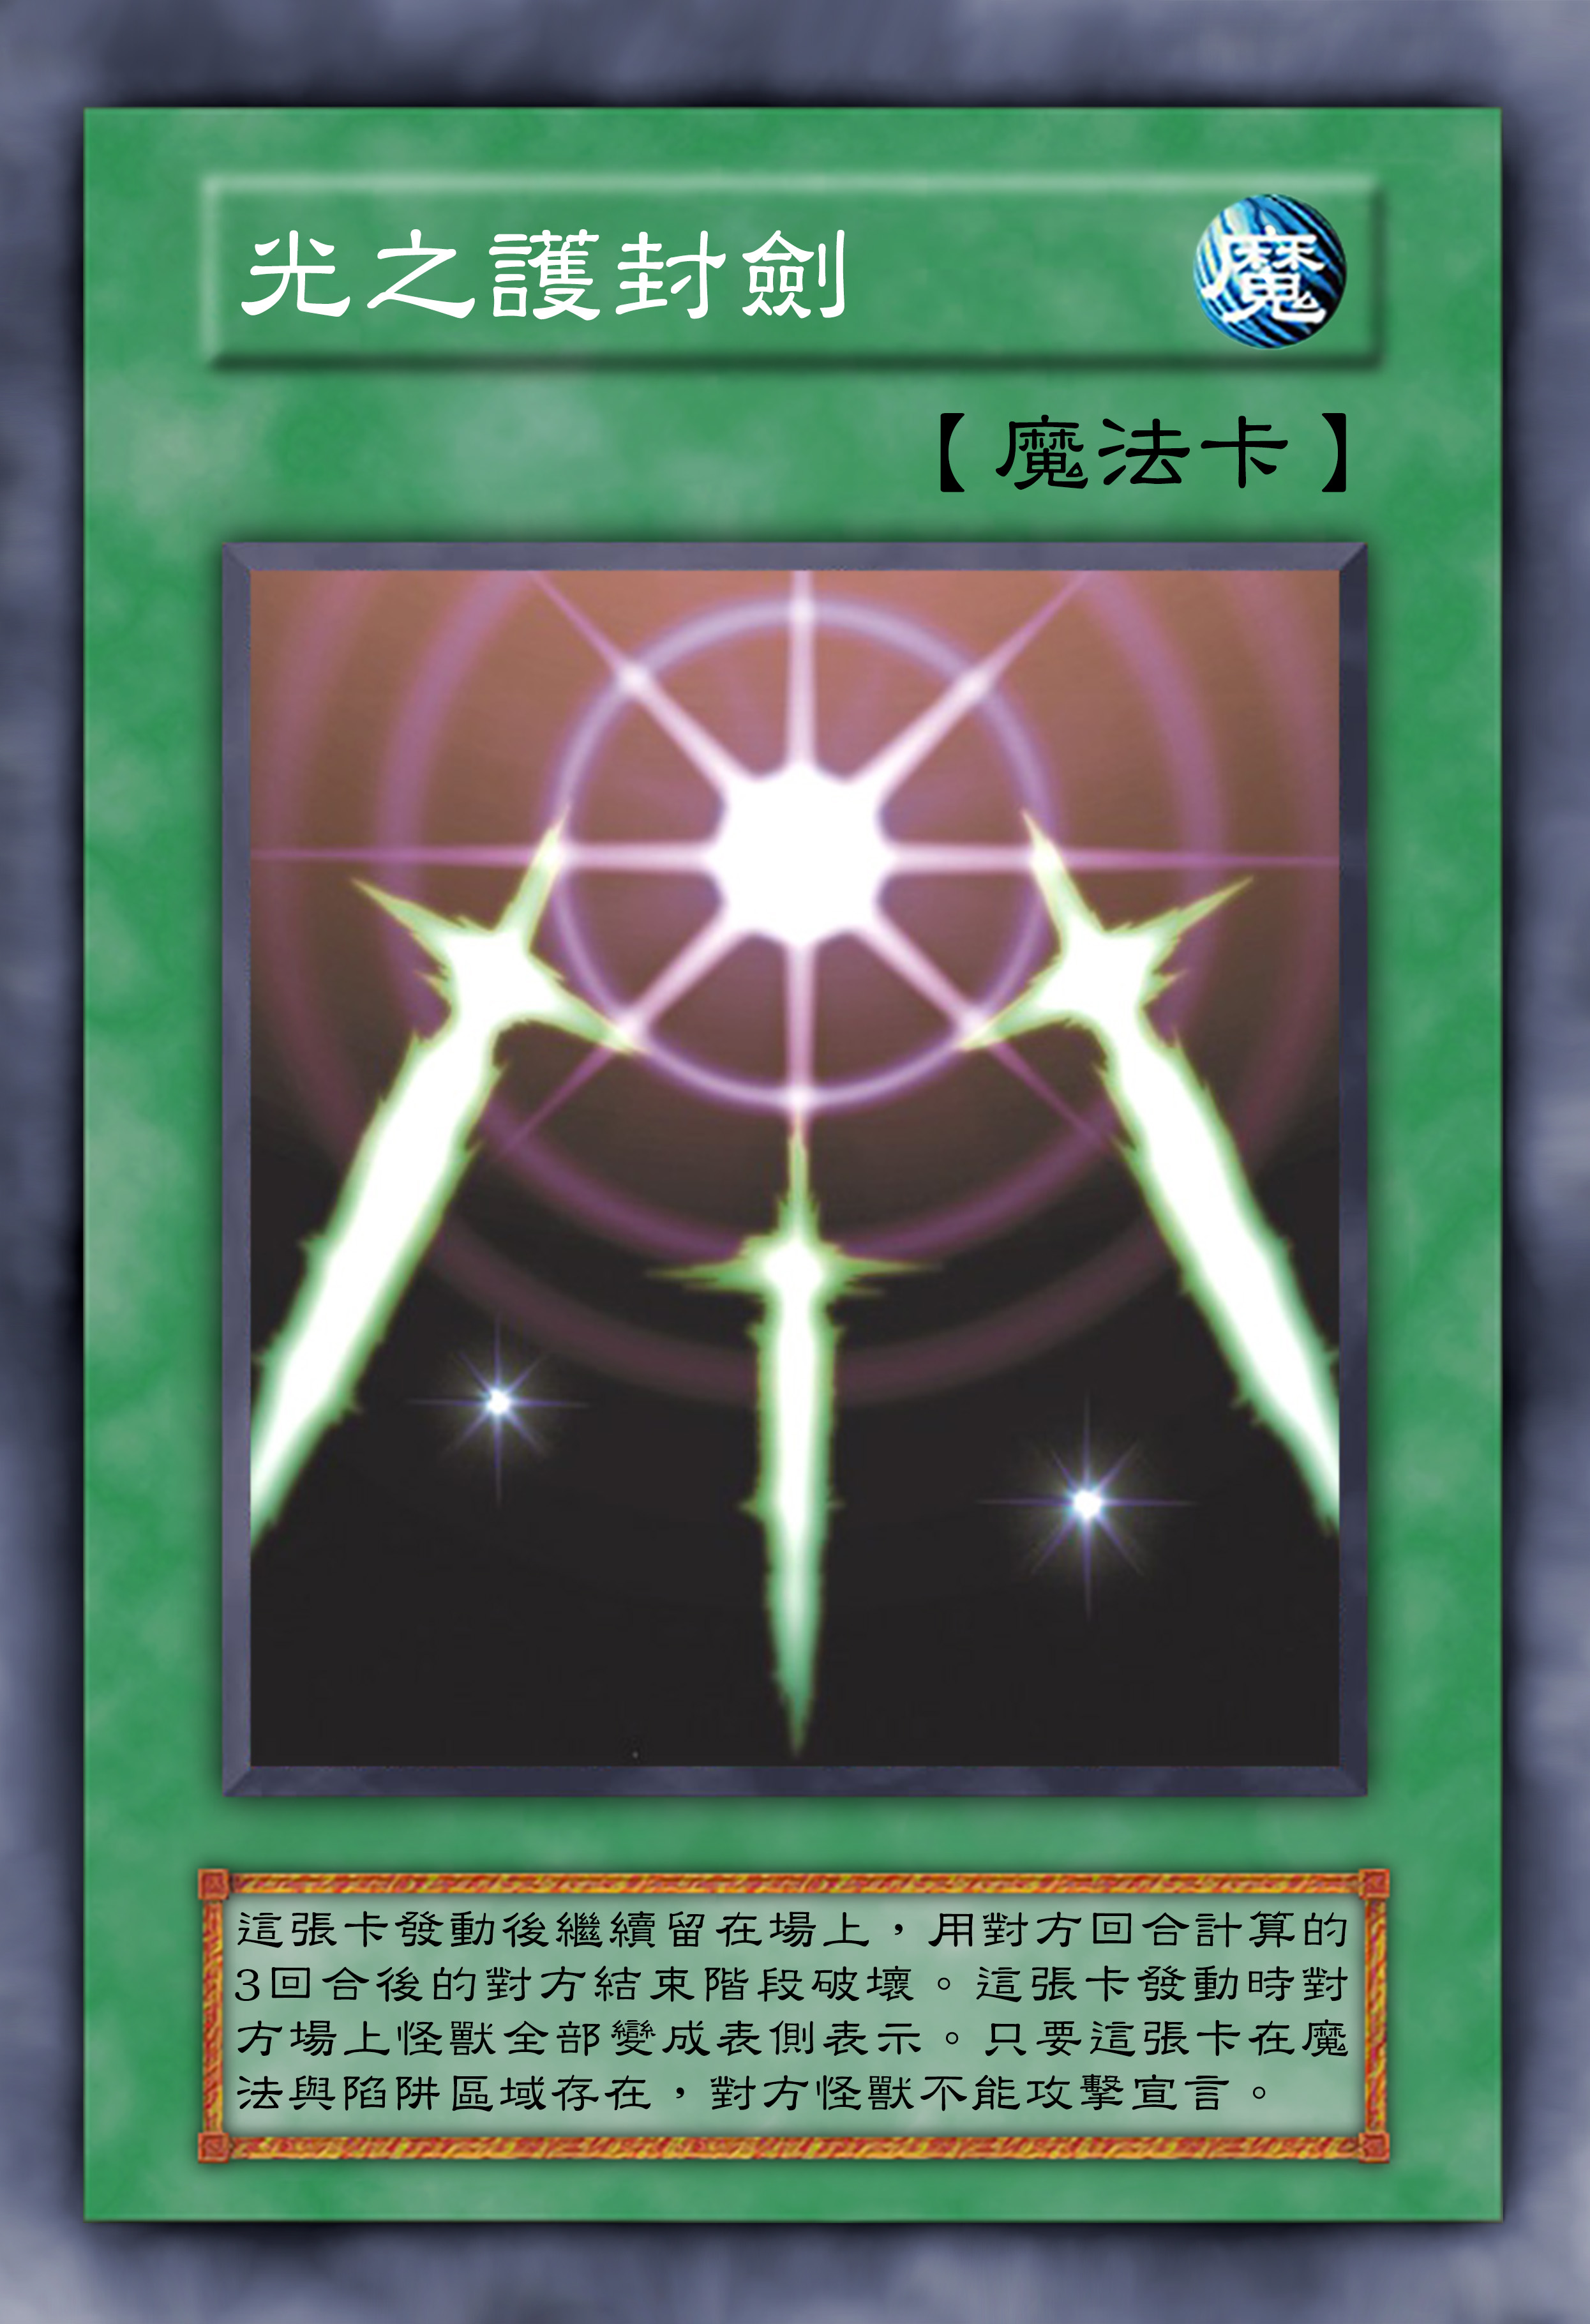 光之護封劍
魔
【魔法卡】
這張卡發動後繼續留在場上，用對方回合計算的
3回合後的對方結束階段破壞。這張卡發動時對
方場上怪獸全部變成表側表示。只要這張卡在魔
法與陷阱區域存在，對方怪獸不能攻擊宣言。